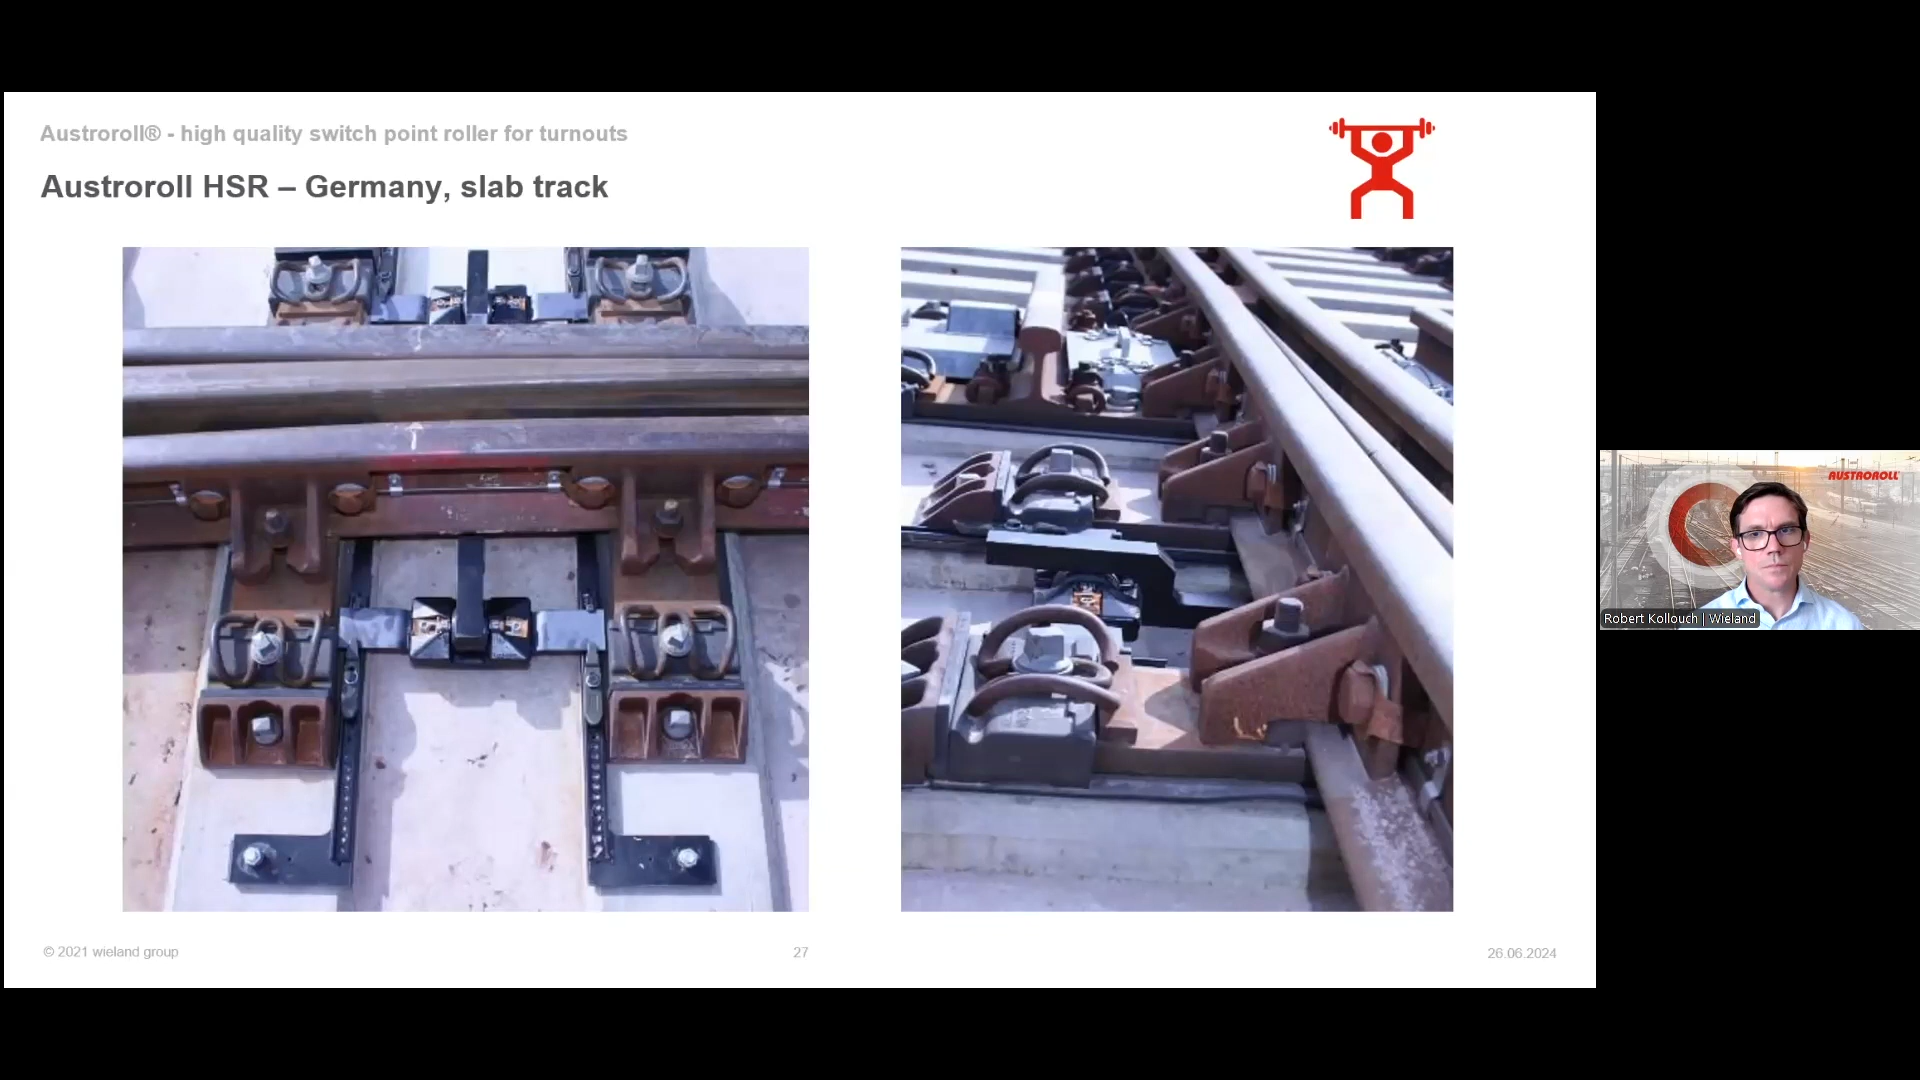 Austroroll® - high quality switch point roller for turnouts
Austroroll HSR – Germany, slab track
AUSTROROLL
Robert Kollouch | Wieland
© 2021 wieland group
27
26.06.2024